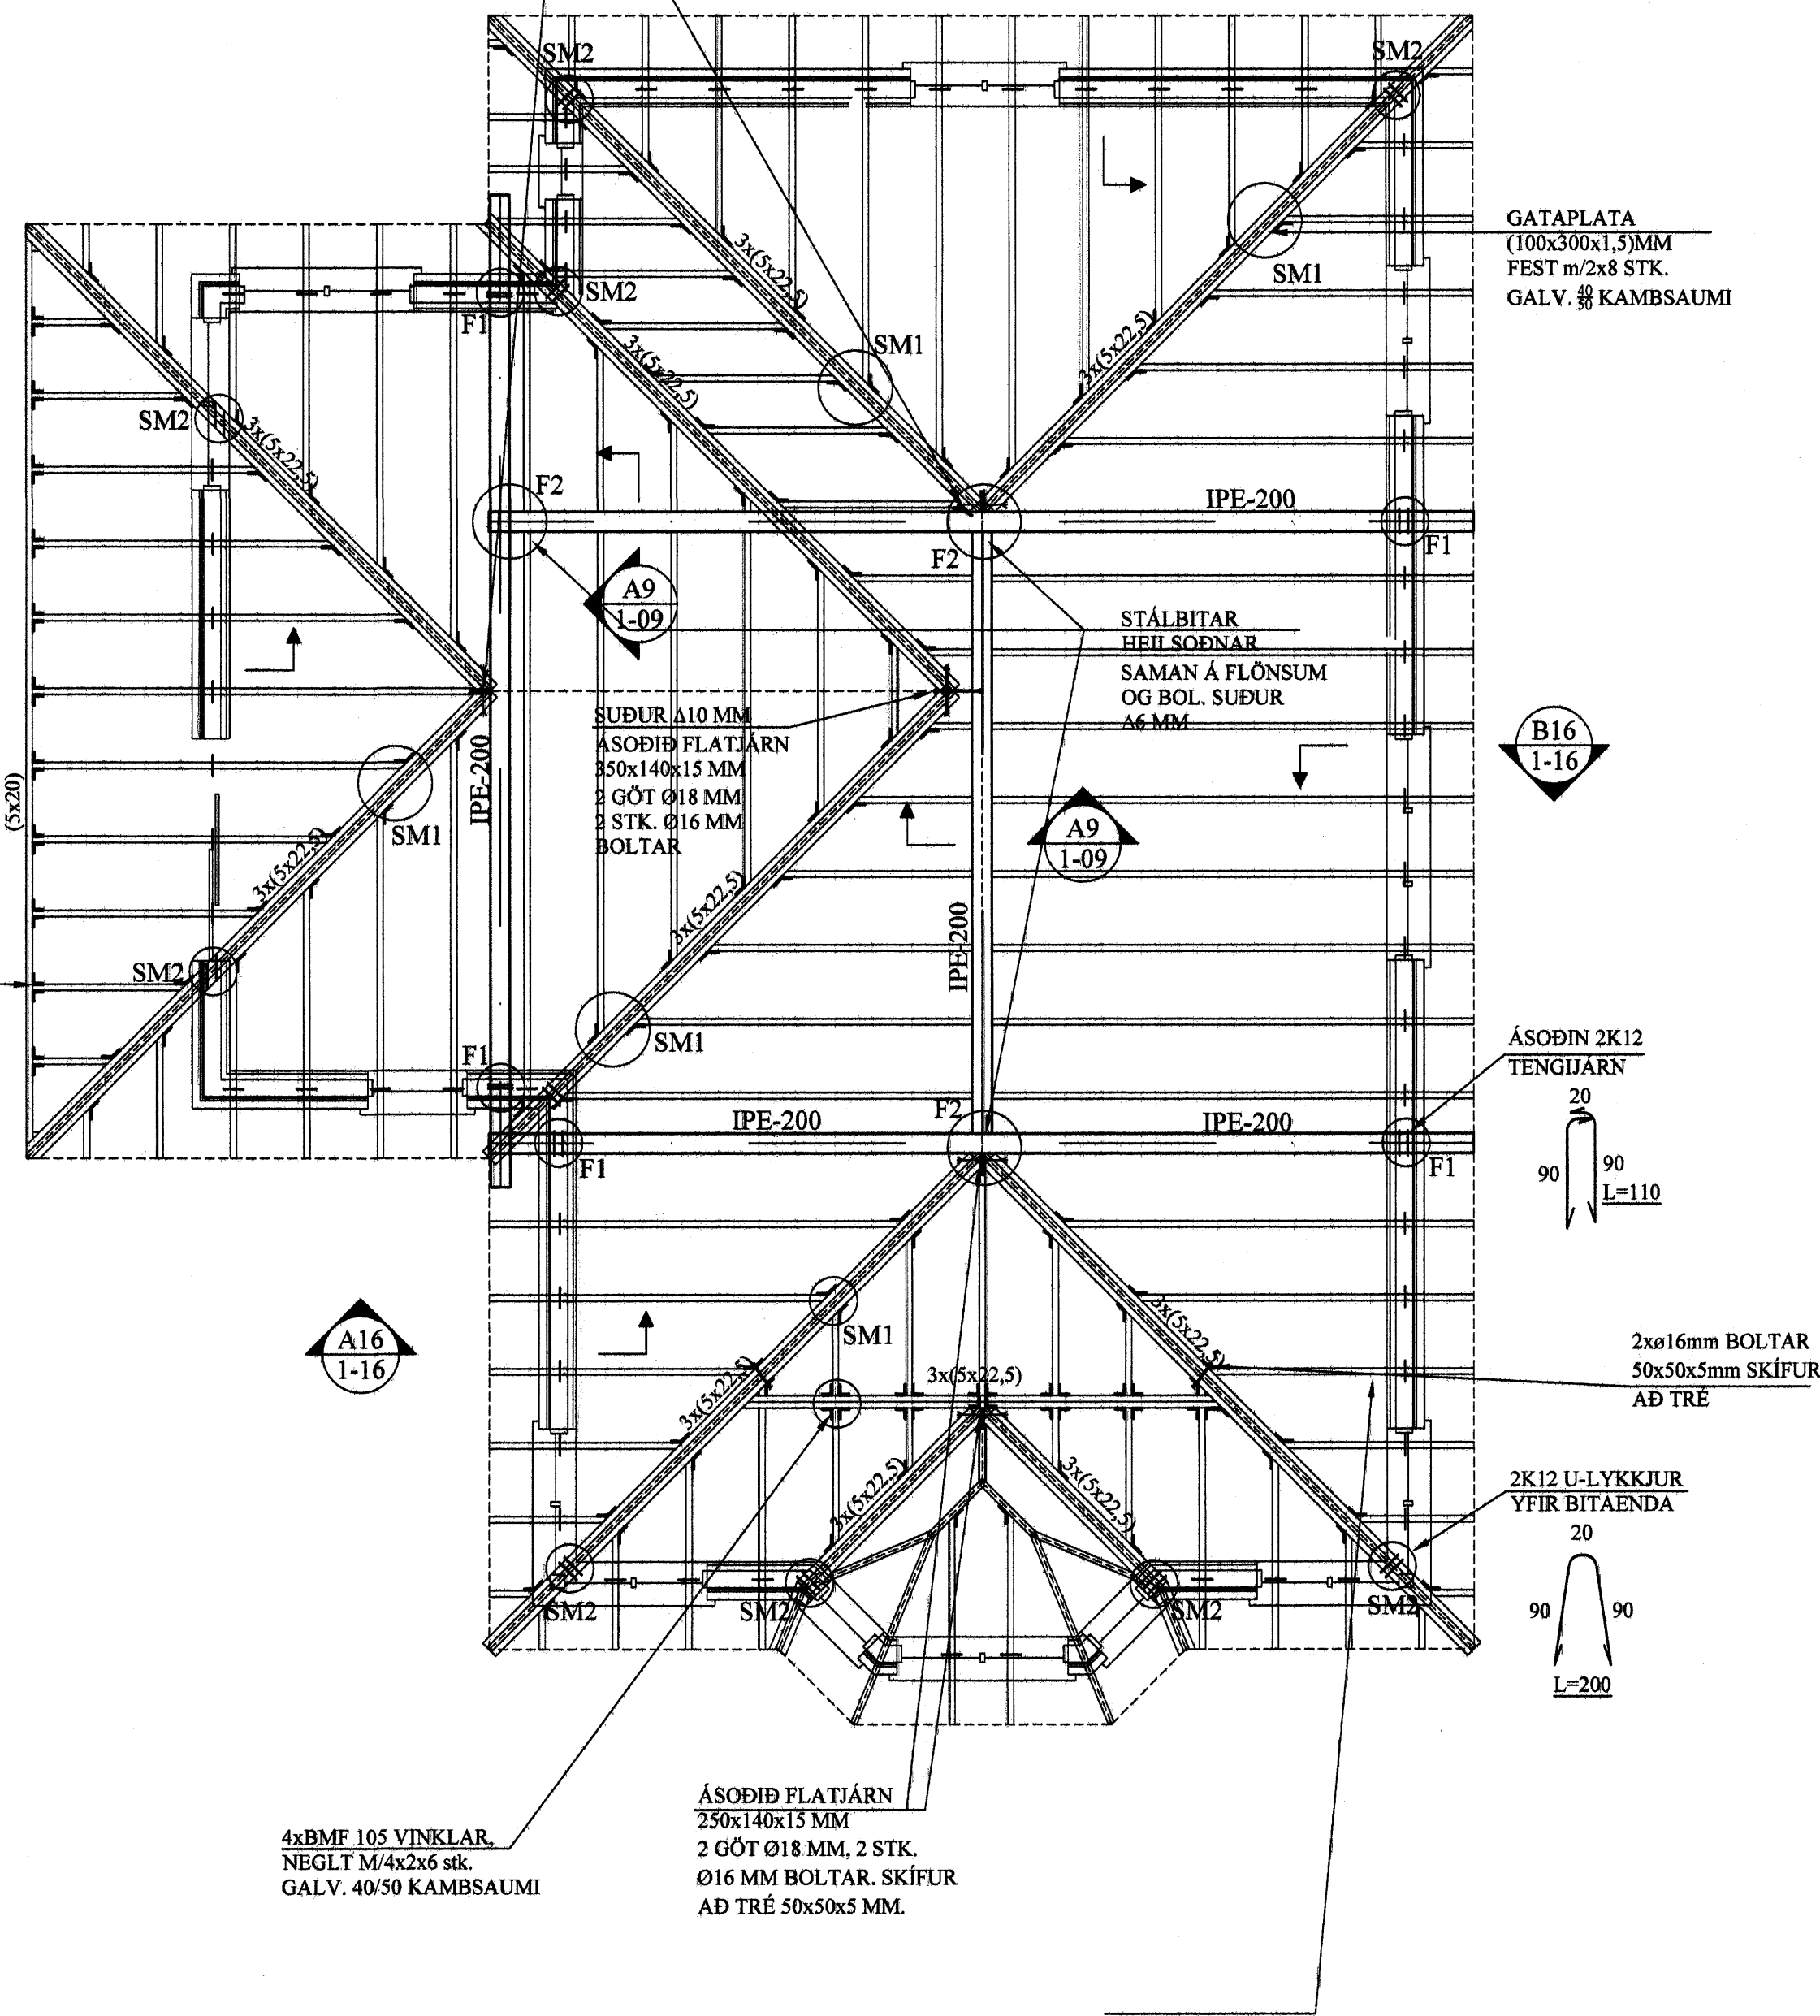 SM2
SM2
GATAPLATA
(100x300x1,5)MM
FEST m/2x8 STK.
GALV. 40/50 KAMBSAUMI
3x(5x22,5)
SM1
SM2
F1
3x(5x22,5)
SM1
3x(5x22,5)
SM2
3x(5x22,5)
F2
IPE-200
F2
F1
A9
1-09
STÁLBITAR
HEILSOÐNAR
SAMAN Á FLÖNSUM
OG BOL. SUÐUR
Δ6 MM
SUÐUR Δ10 MM
ÁSOÐIÐ FLATJÁRN
350x140x15 MM
2 GÖT Ø18 MM
2 STK. Ø16 MM
BOLTAR
B16
1-16
IPE-200
(5x20)
SM1
A9
1-09
3x(5x22,5)
3x(5x22,5)
IPE-200
SM2
SM1
F1
ÁSOÐIN 2K12
TENGIJÁRN
20
90
90
L=110
IPE-200
F2
IPE-200
F1
F1
A16
1-16
SM1
3x(5x22,5)
2xø16mm BOLTAR
50x50x5mm SKÍFUR
AÐ TRÉ
3x(5x22,5)
3x(5x22,5)
3x(5x22,5)
3x(5x22,5)
2K12 U-LYKKJUR
YFIR BITAENDA
20
90
90
L=200
SM2
SM2
SM2
SM2
ÁSOÐIÐ FLATJÁRN
250x140x15 MM
2 GÖT Ø18 MM, 2 STK.
Ø16 MM BOLTAR. SKÍFUR
AÐ TRÉ 50x50x5 MM.
4xBMF 105 VINKLAR,
NEGLT M/4x2x6 stk.
GALV. 40/50 KAMBSAUMI